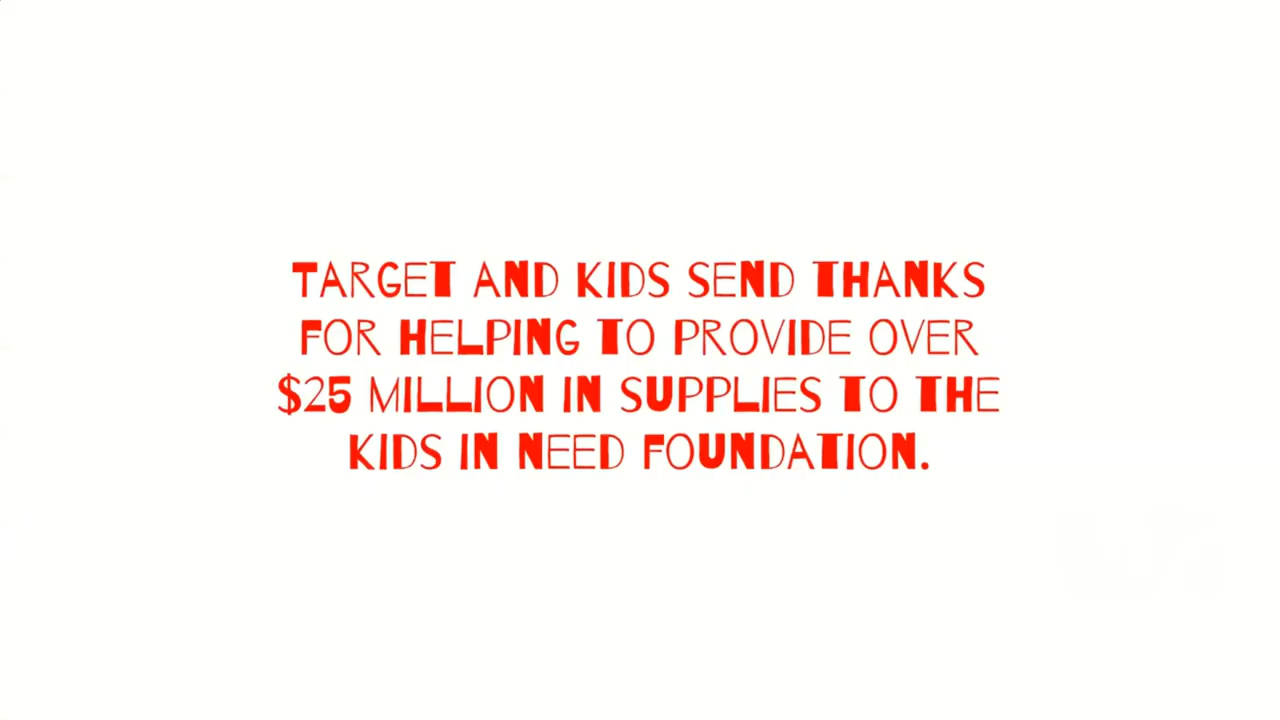 TARGET AND KIDS SEND THANKS
FOR HELPING TO PROVIDE OVER
$25 MILLION IN SUPPLIES TO THE
KIDS IN NEED FOUNDATION.